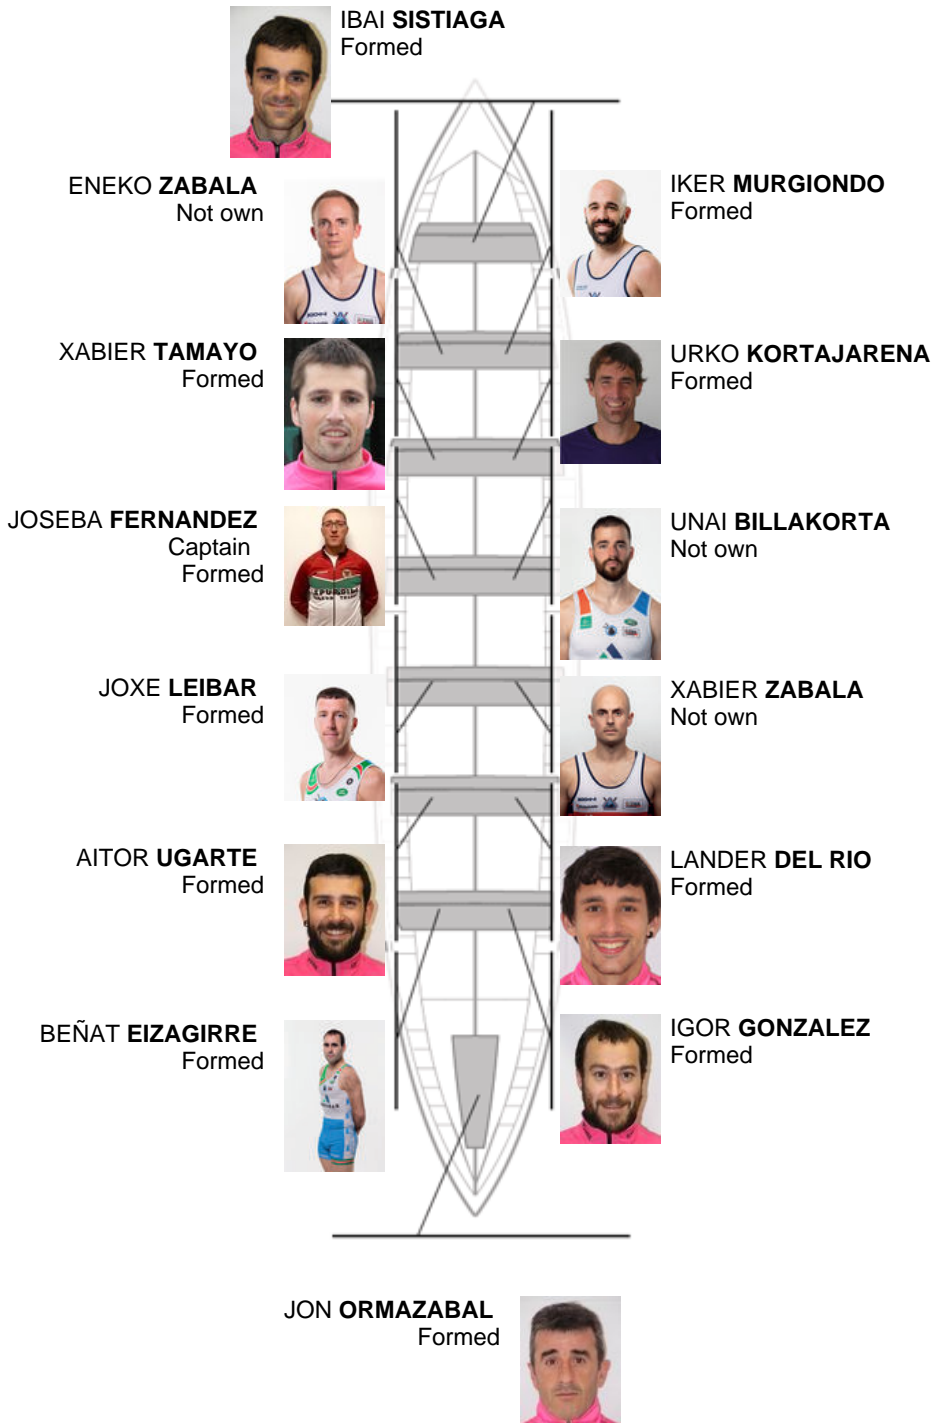 IBAI SISTIAGA
Formed
ENEKO ZABALA
Not own
IKER MURGIONDO
Formed
XABIER TAMAYO
Formed
URKO KORTAJARENA
Formed
JOSEBA FERNANDEZ
Captain
Formed
UNAI BILLAKORTA
Not own
JOXE LEIBAR
Formed
XABIER ZABALA
Not own
AITOR UGARTE
Formed
LANDER DEL RIO
Formed
BEÑAT EIZAGIRRE
Formed
IGOR GONZALEZ
Formed
JON ORMAZABAL
Formed